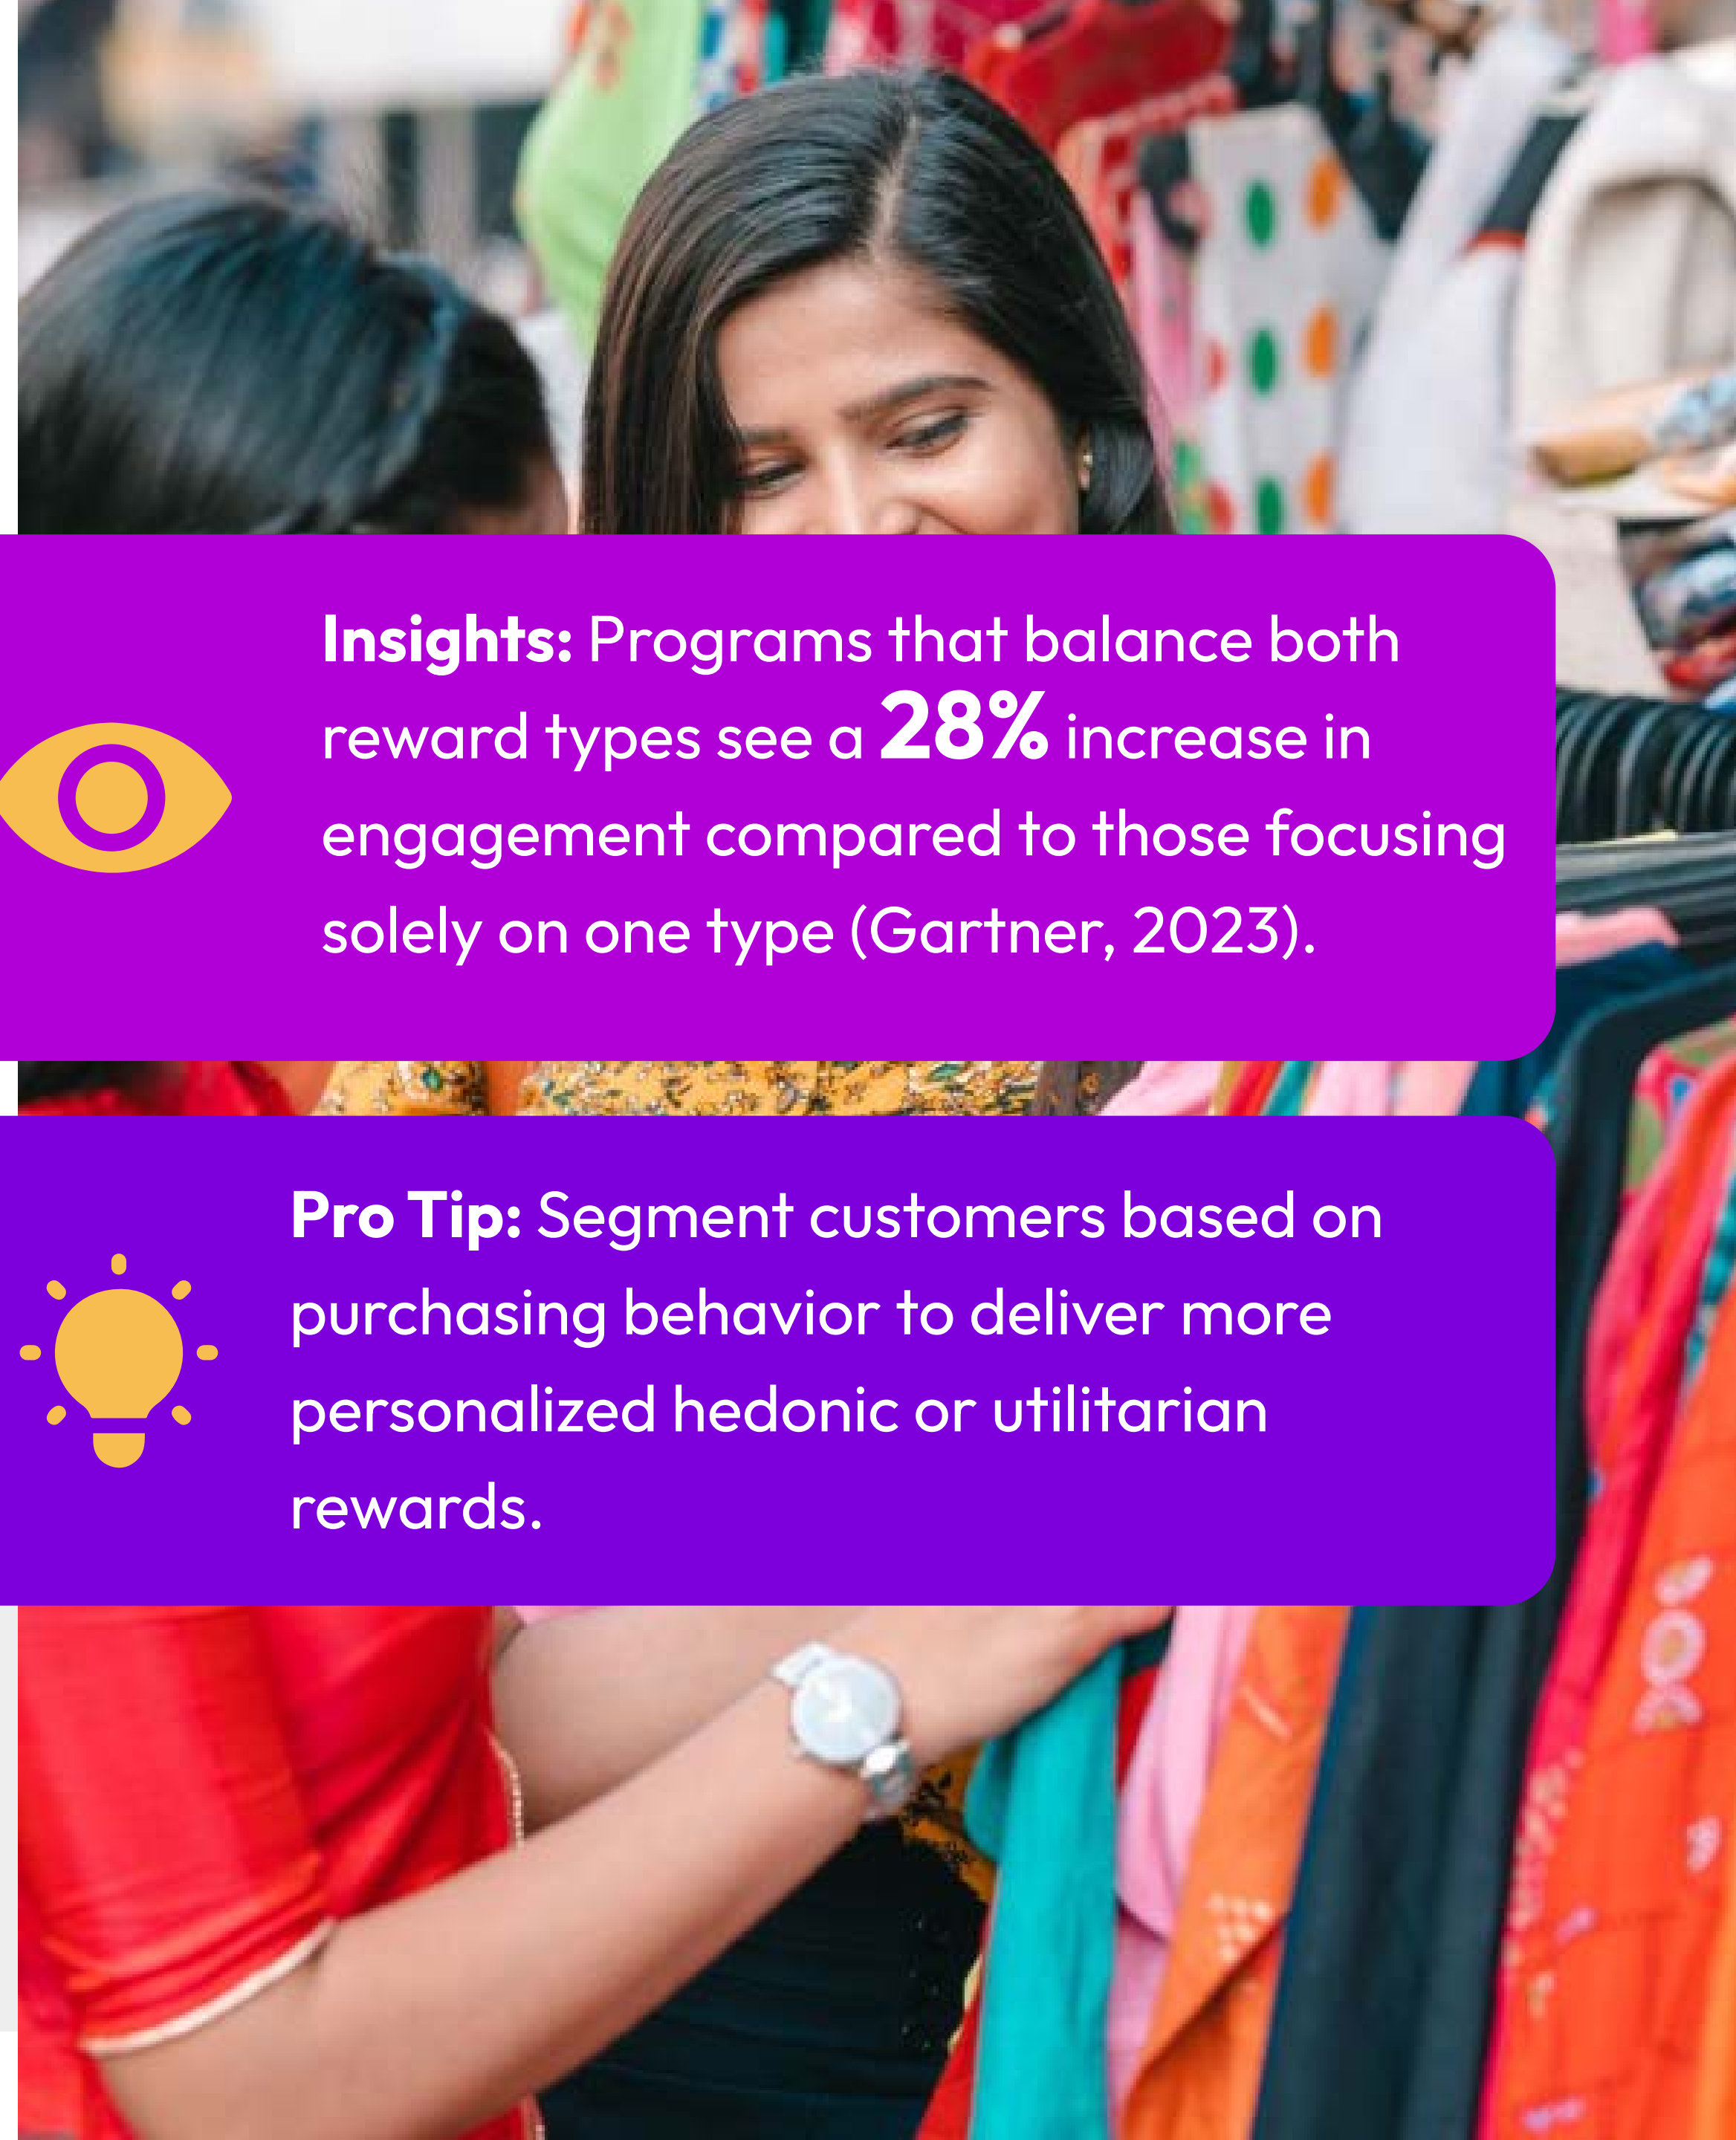 Insights: Programs that balance both
reward types see a 28% increase in
engagement compared to those focusing
solely on one type (Gartner, 2023).
Pro Tip: Segment customers based on
purchasing behavior to deliver more
personalized hedonic or utilitarian
rewards.